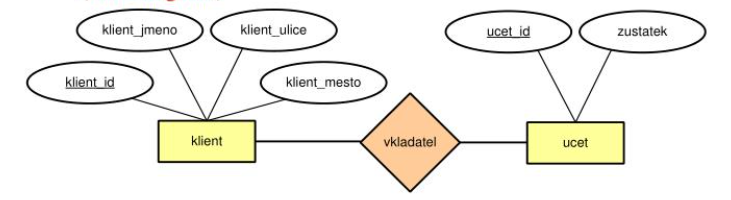 klient_jmeno
klient_ulice
ucet_id
zustatek
klient_id
klient_mesto
klient
vkladatel
ucet